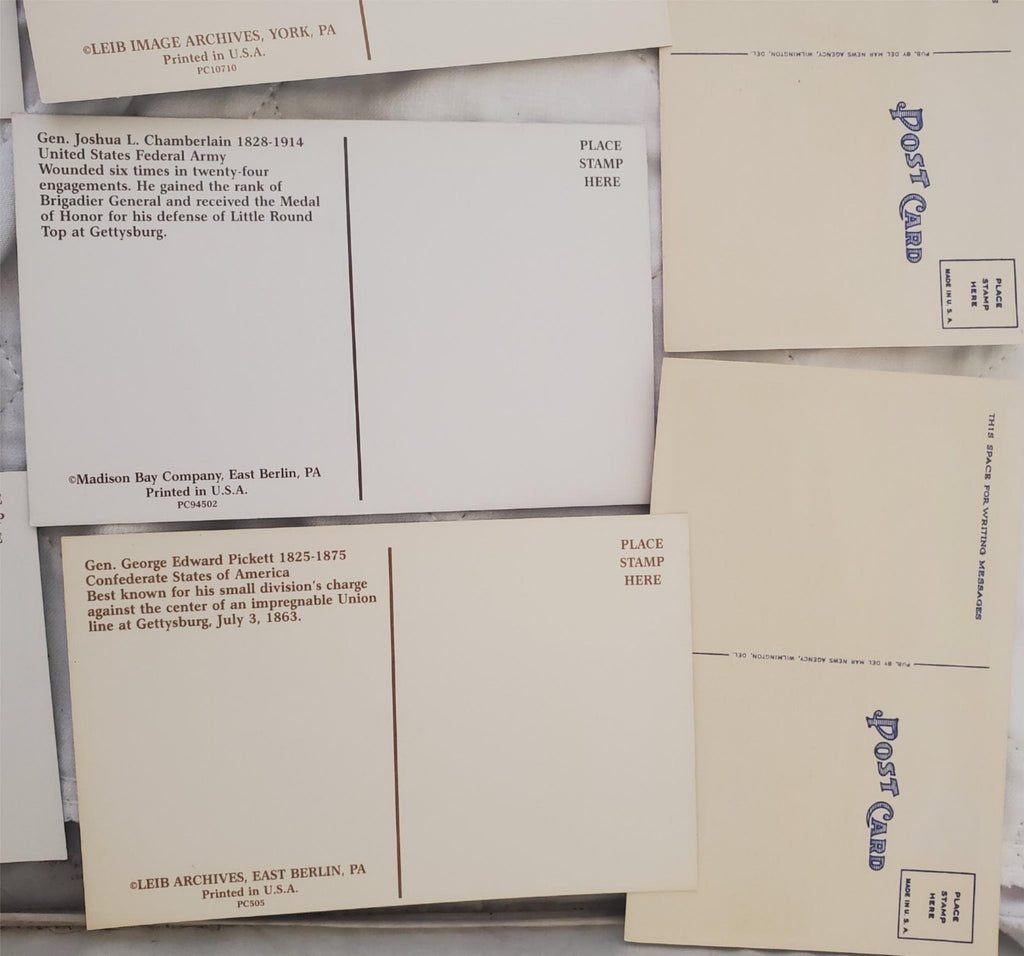 ©LEIB IMAGE ARCHIVES, YORK, PA
Printed in U.S.A.
PC10710
Gen. Joshua L. Chamberlain 1828-1914
United States Federal Army
Wounded six times in twenty-four
engagements. He gained the rank of
Brigadier General and received the Medal
of Honor for his defense of Little Round
Top at Gettysburg.
PLACE
STAMP
HERE
©Madison Bay Company, East Berlin, PA
Printed in U.S.A.
PC94502
Gen. George Edward Pickett 1825-1875
Confederate States of America
Best known for his small division's charge
against the center of an impregnable Union
line at Gettysburg, July 3, 1863.
PLACE
STAMP
HERE
©LEIB ARCHIVES, EAST BERLIN, PA
Printed in U.S.A.
PC505
PUB. BY DEL MAR NEWS AGENCY, WILMINGTON, DEL.
POST CARD
PLACE
STAMP
HERE
MADE IN U. S. A.
THIS SPACE FOR WRITING MESSAGES
PUB. BY DEL MAR NEWS AGENCY, WILMINGTON, DEL.
POST CARD
PLACE
STAMP
HERE
MADE IN U. S. A.